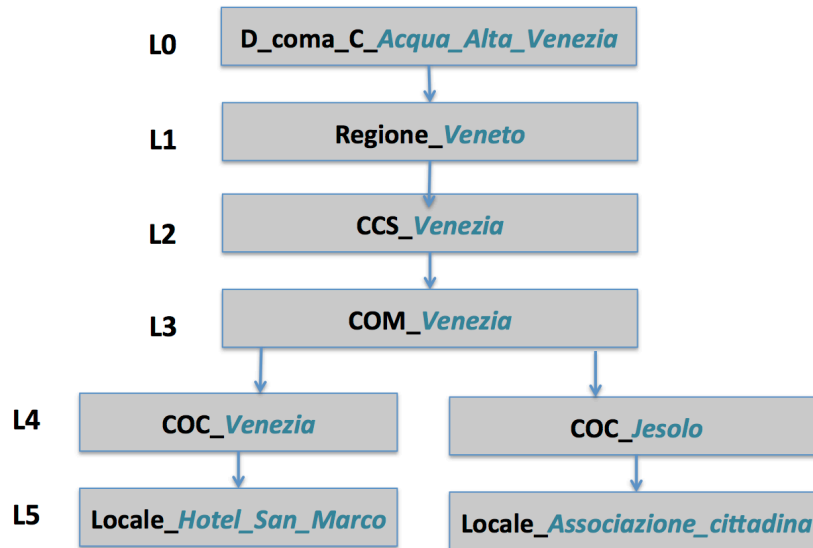 L0 D_coma_C_Acqua_Alta_Venezia
L1 Regione_Veneto
L2 CCS_Venezia
L3 COM_Venezia
L4 COC_Venezia COC_Jesolo
L5 Locale_Hotel_San_Marco Locale_Associazione_cittadina